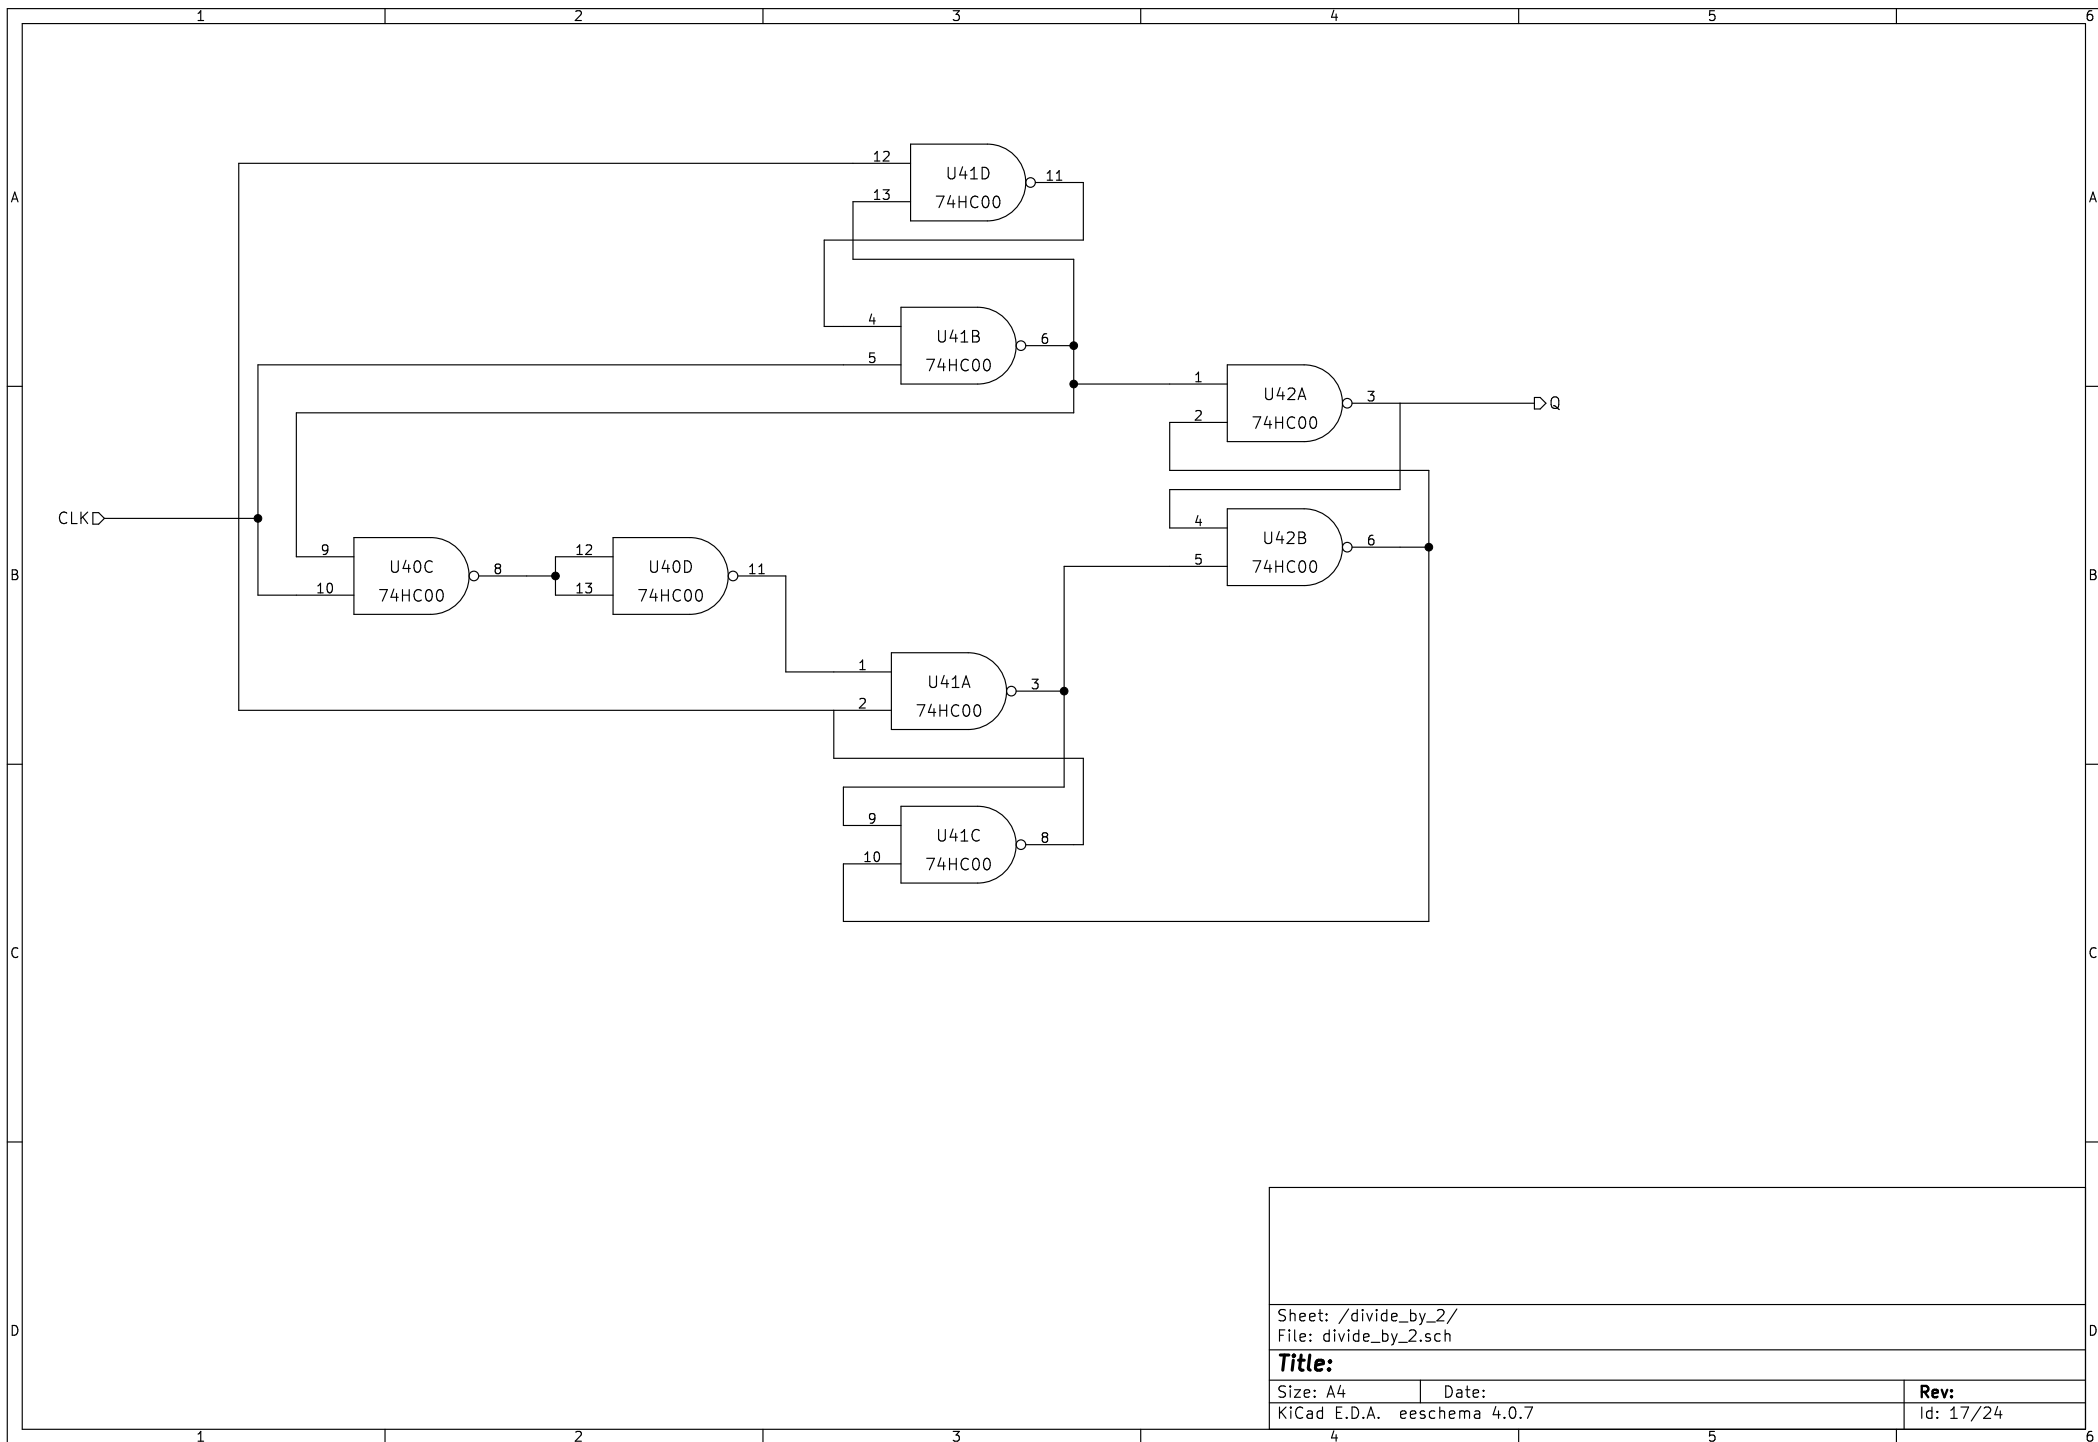 1 2 3 4 5 6
12 U41D 11
A 13 74HC00 A
4 U41B 6
5 74HC00
1 U42A 3 Q
2 74HC00
CLK
4 U42B 6
5 74HC00
9 U40C 8 12 U40D 11
B 10 74HC00 13 74HC00 B
1 U41A 3
2 74HC00
9 U41C 8
10 74HC00
C C
Sheet: /divide_by_2/
D D
File: divide_by_2.sch
Title:
Size: A4 Date: Rev:
KiCad E.D.A. eeschema 4.0.7 Id: 17/24
1 2 3 4 5 6